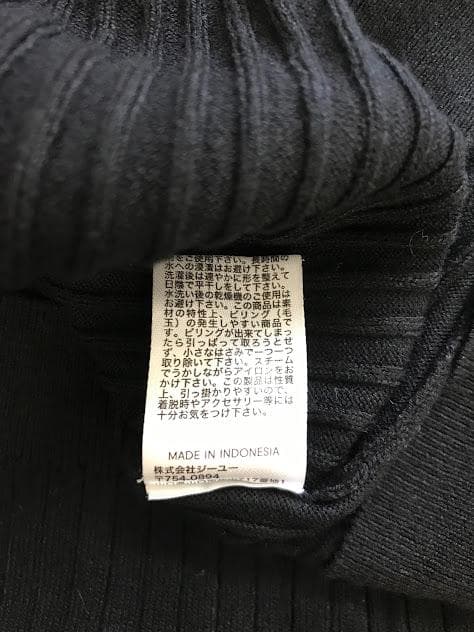 をご使用下さい。長時間の
水への浸漬はお避け下さい。
洗濯後は速やかに形を整えて
日陰で平干しをして下さい。
水洗い後の乾燥機のご使用は
お避け下さい。この商品は素
材の特性上、ピリング(毛
玉)の発生しやすい商品で
す。ピリングが出来てしまっ
たら引っぱって取ろうとせ
ず、小さなはさみで一つ一つ
取り除いて下さい。スチーム
でうかしながらアイロンをお
かけ下さい。この製品は性質
上、引っ掛かりやすいので、
着脱時やアクセサリー等には
十分お気をつけ下さい。
MADE IN INDONESIA
株式会社ジーユー
〒754-0894